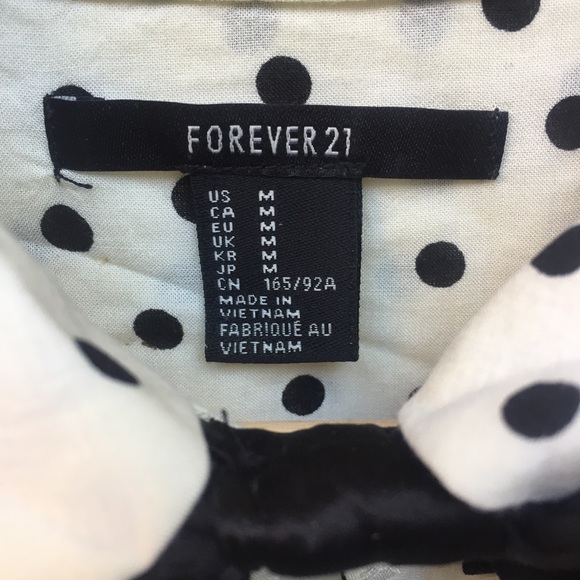 FOREVER 21
US M
CA M
EU M
UK M
KR M
JP M
CN 165/92A
MADE IN
VIETNAM
FABRIQUÉ AU
VIETNAM